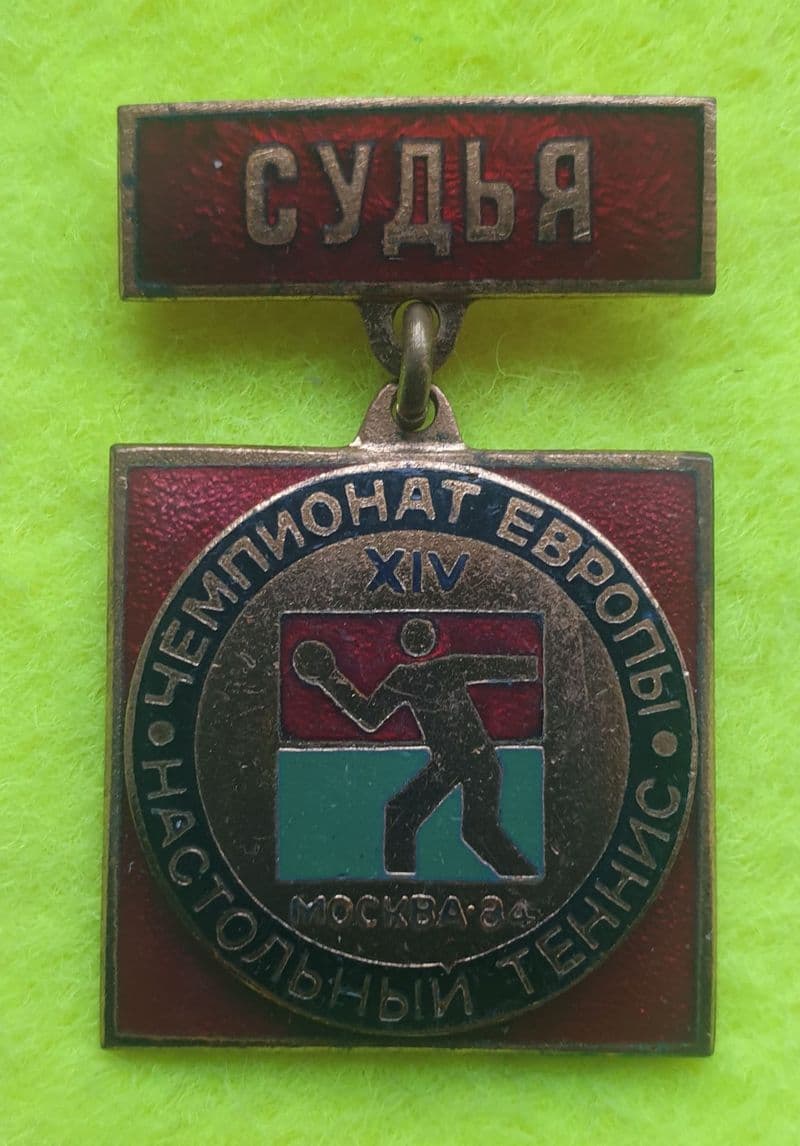 СУДЬЯ
ЧЕМПИОНАТ ЕВРОПЫ
XIV
МОСКВА·84
НАСТОЛЬНЫЙ ТЕННИС